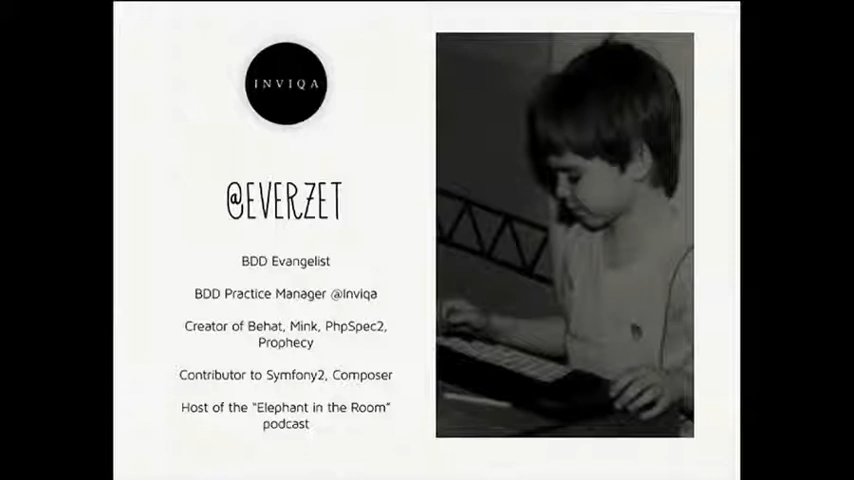 INVIQA
@EVERZET
BDD Evangelist
BDD Practice Manager @Inviqa
Creator of Behat, Mink, PhpSpec2,
Prophecy
Contributor to Symfony2, Composer
Host of the "Elephant in the Room"
podcast